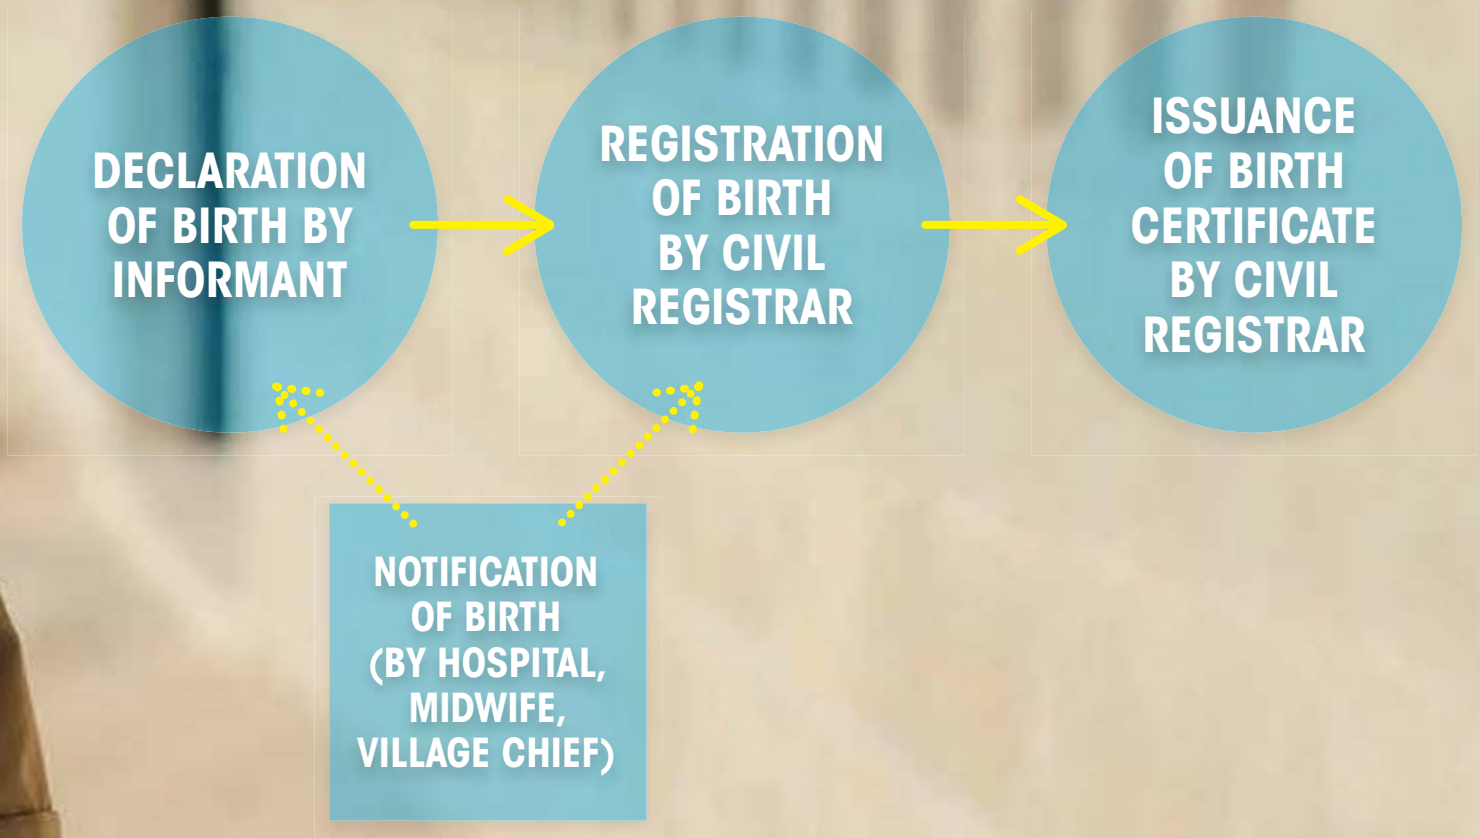 DECLARATION
OF BIRTH BY
INFORMANT
REGISTRATION
OF BIRTH
BY CIVIL
REGISTRAR
ISSUANCE
OF BIRTH
CERTIFICATE
BY CIVIL
REGISTRAR
NOTIFICATION
OF BIRTH
(BY HOSPITAL,
MIDWIFE,
VILLAGE CHIEF)